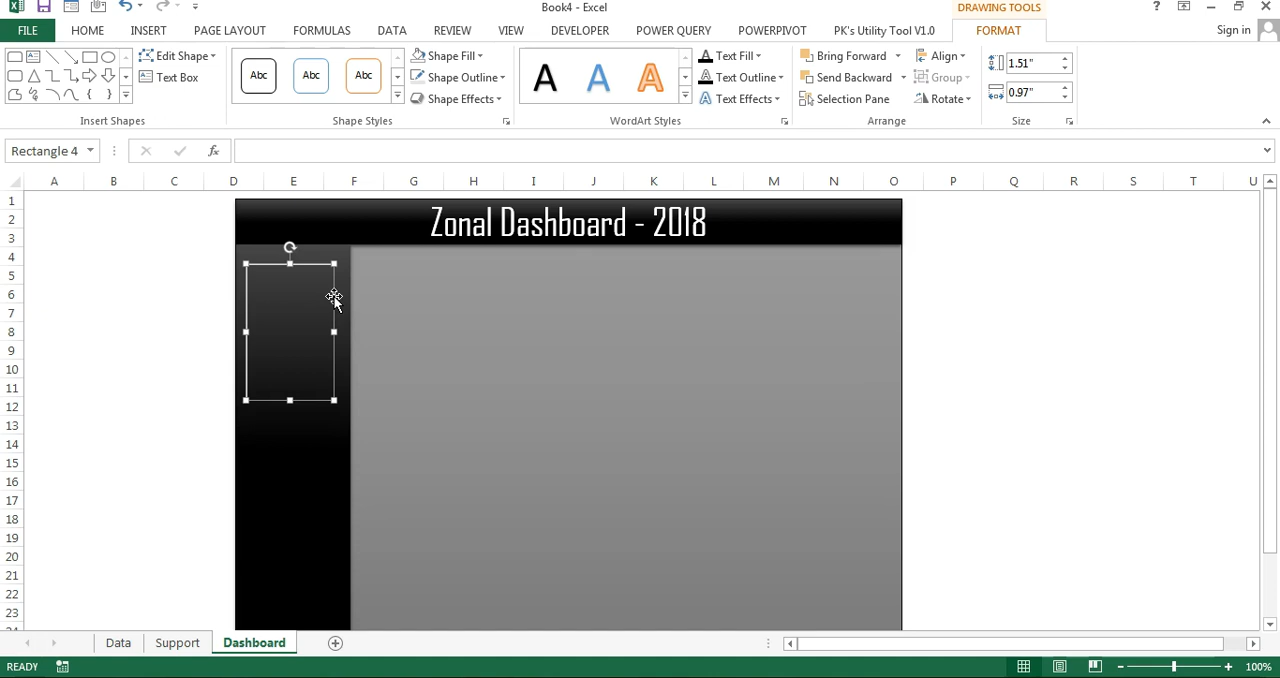 Book4 - Excel
DRAWING TOOLS
?
FILE HOME INSERT PAGE LAYOUT FORMULAS DATA REVIEW VIEW DEVELOPER POWER QUERY POWERPIVOT PK's Utility Tool V1.0 FORMAT Sign in
Edit Shape
Text Box
Abc Abc Abc
Shape Fill
Shape Outline
Shape Effects
A A A
Text Fill
Text Outline
Text Effects
Bring Forward
Send Backward
Selection Pane
Align
Group
Rotate
1.51"
0.97"
Insert Shapes Shape Styles WordArt Styles Arrange Size
Rectangle 4
fx
A B C D E F G H I J K L M N O P Q R S T U
1
2
3
4
5
6
7
8
9
10
11
12
13
14
15
16
17
18
19
20
21
22
23
Zonal Dashboard - 2018
Data Support Dashboard
READY
100%